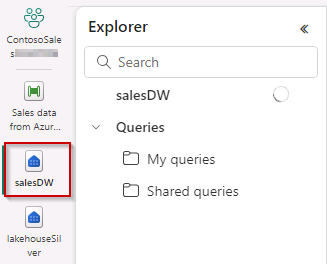 ContosoSale
s
Sales data
from Azur...
salesDW
lakehouseSil
ver
Explorer
Search
salesDW
Queries
My queries
Shared queries